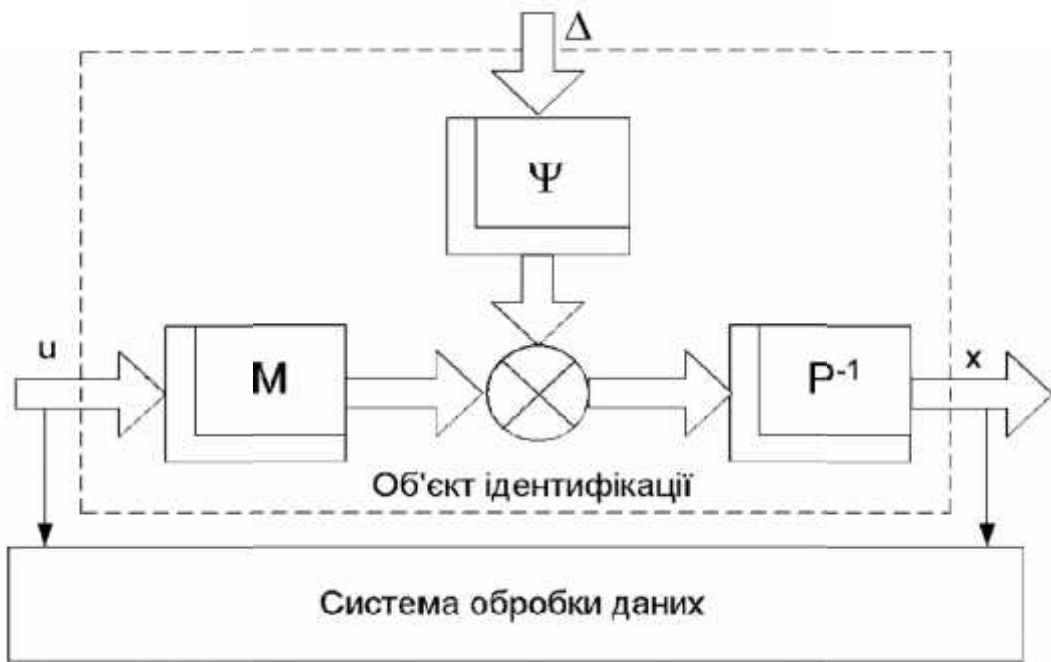 Δ
Ψ
u
M
P⁻¹
x
Об'єкт ідентифікації
Система обробки даних